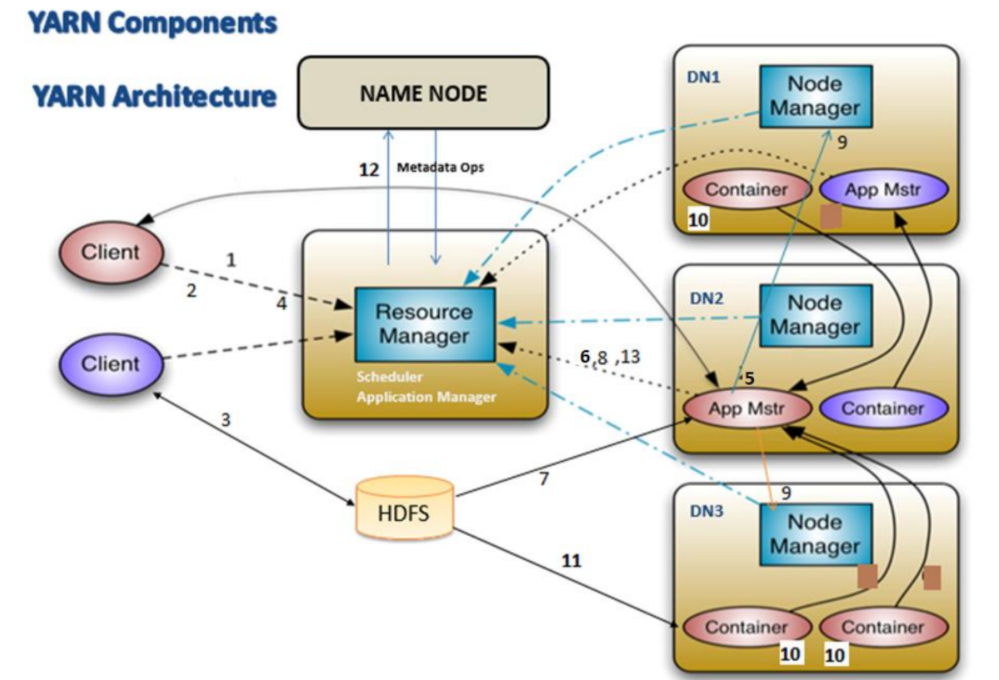 YARN Components
YARN Architecture
NAME NODE
12
Metadata Ops
Client
1
2
4
Client
3
Resource
Manager
Scheduler
Application Manager
6,8 ,13
HDFS
7
11
DN1
Node
Manager
9
Container
App Mstr
10
DN2
Node
Manager
5
App Mstr
Container
9
DN3
Node
Manager
Container
Container
10
10